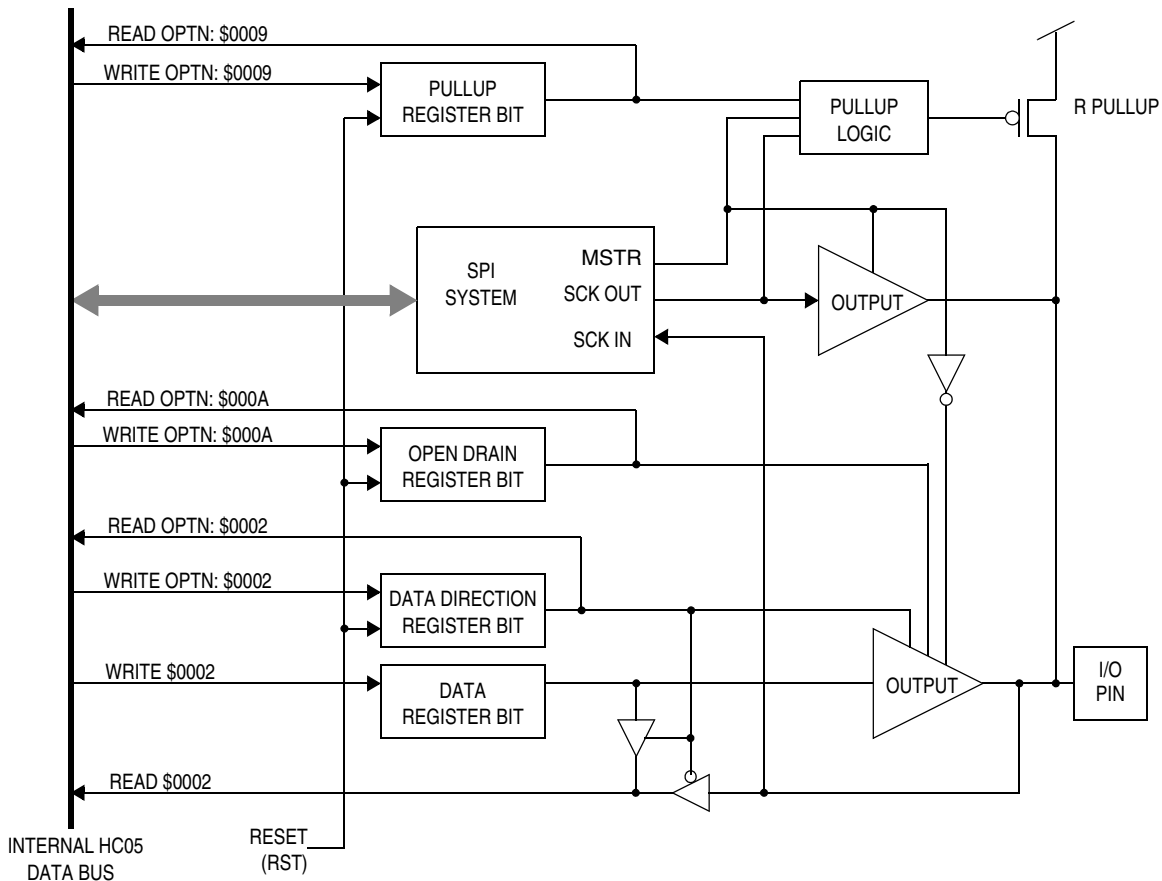 READ OPTN: $0009
WRITE OPTN: $0009
PULLUP
REGISTER BIT
PULLUP
LOGIC
R PULLUP
SPI
SYSTEM
MSTR
SCK OUT
SCK IN
OUTPUT
READ OPTN: $000A
WRITE OPTN: $000A
OPEN DRAIN
REGISTER BIT
READ OPTN: $0002
WRITE OPTN: $0002
DATA DIRECTION
REGISTER BIT
WRITE $0002
DATA
REGISTER BIT
OUTPUT
I/O
PIN
READ $0002
INTERNAL HC05
DATA BUS
RESET
(RST)